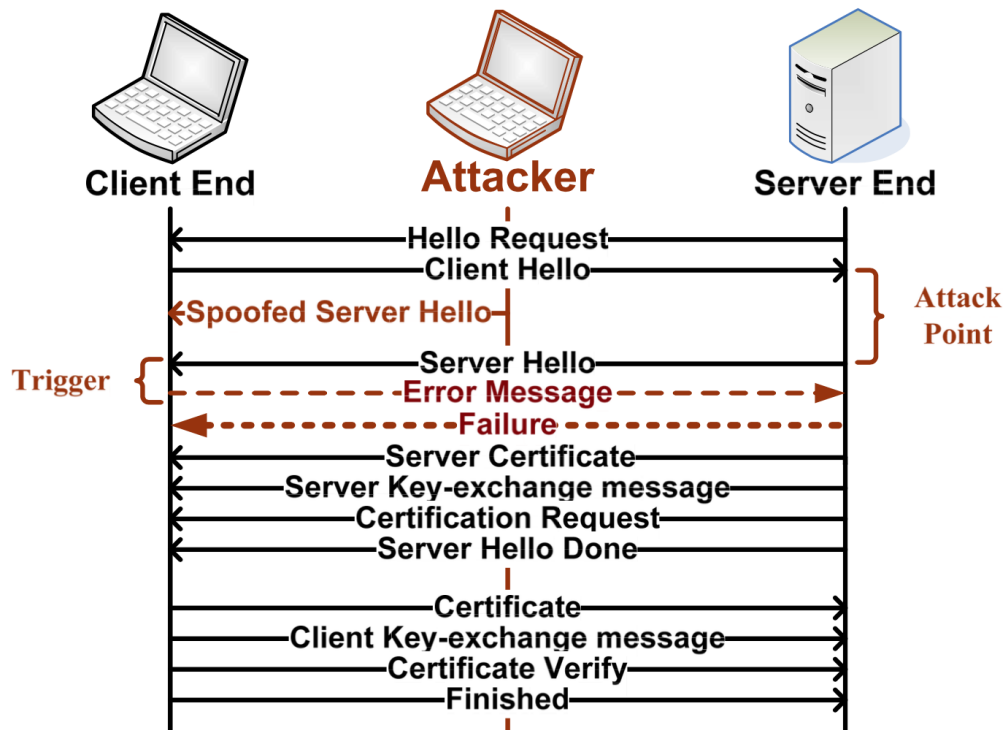 Client End
Attacker
Server End
Hello Request
Client Hello
Spoofed Server Hello
Attack
Point
Server Hello
Trigger
Error Message
Failure
Server Certificate
Server Key-exchange message
Certification Request
Server Hello Done
Certificate
Client Key-exchange message
Certificate Verify
Finished